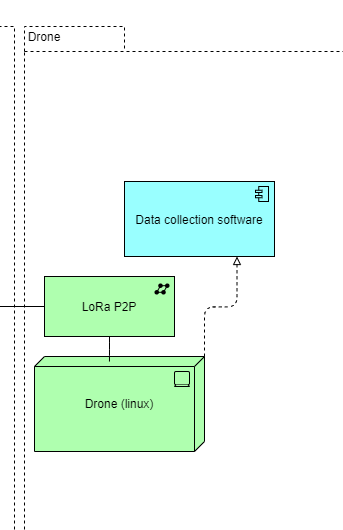 Drone
Data collection software
LoRa P2P
Drone (linux)